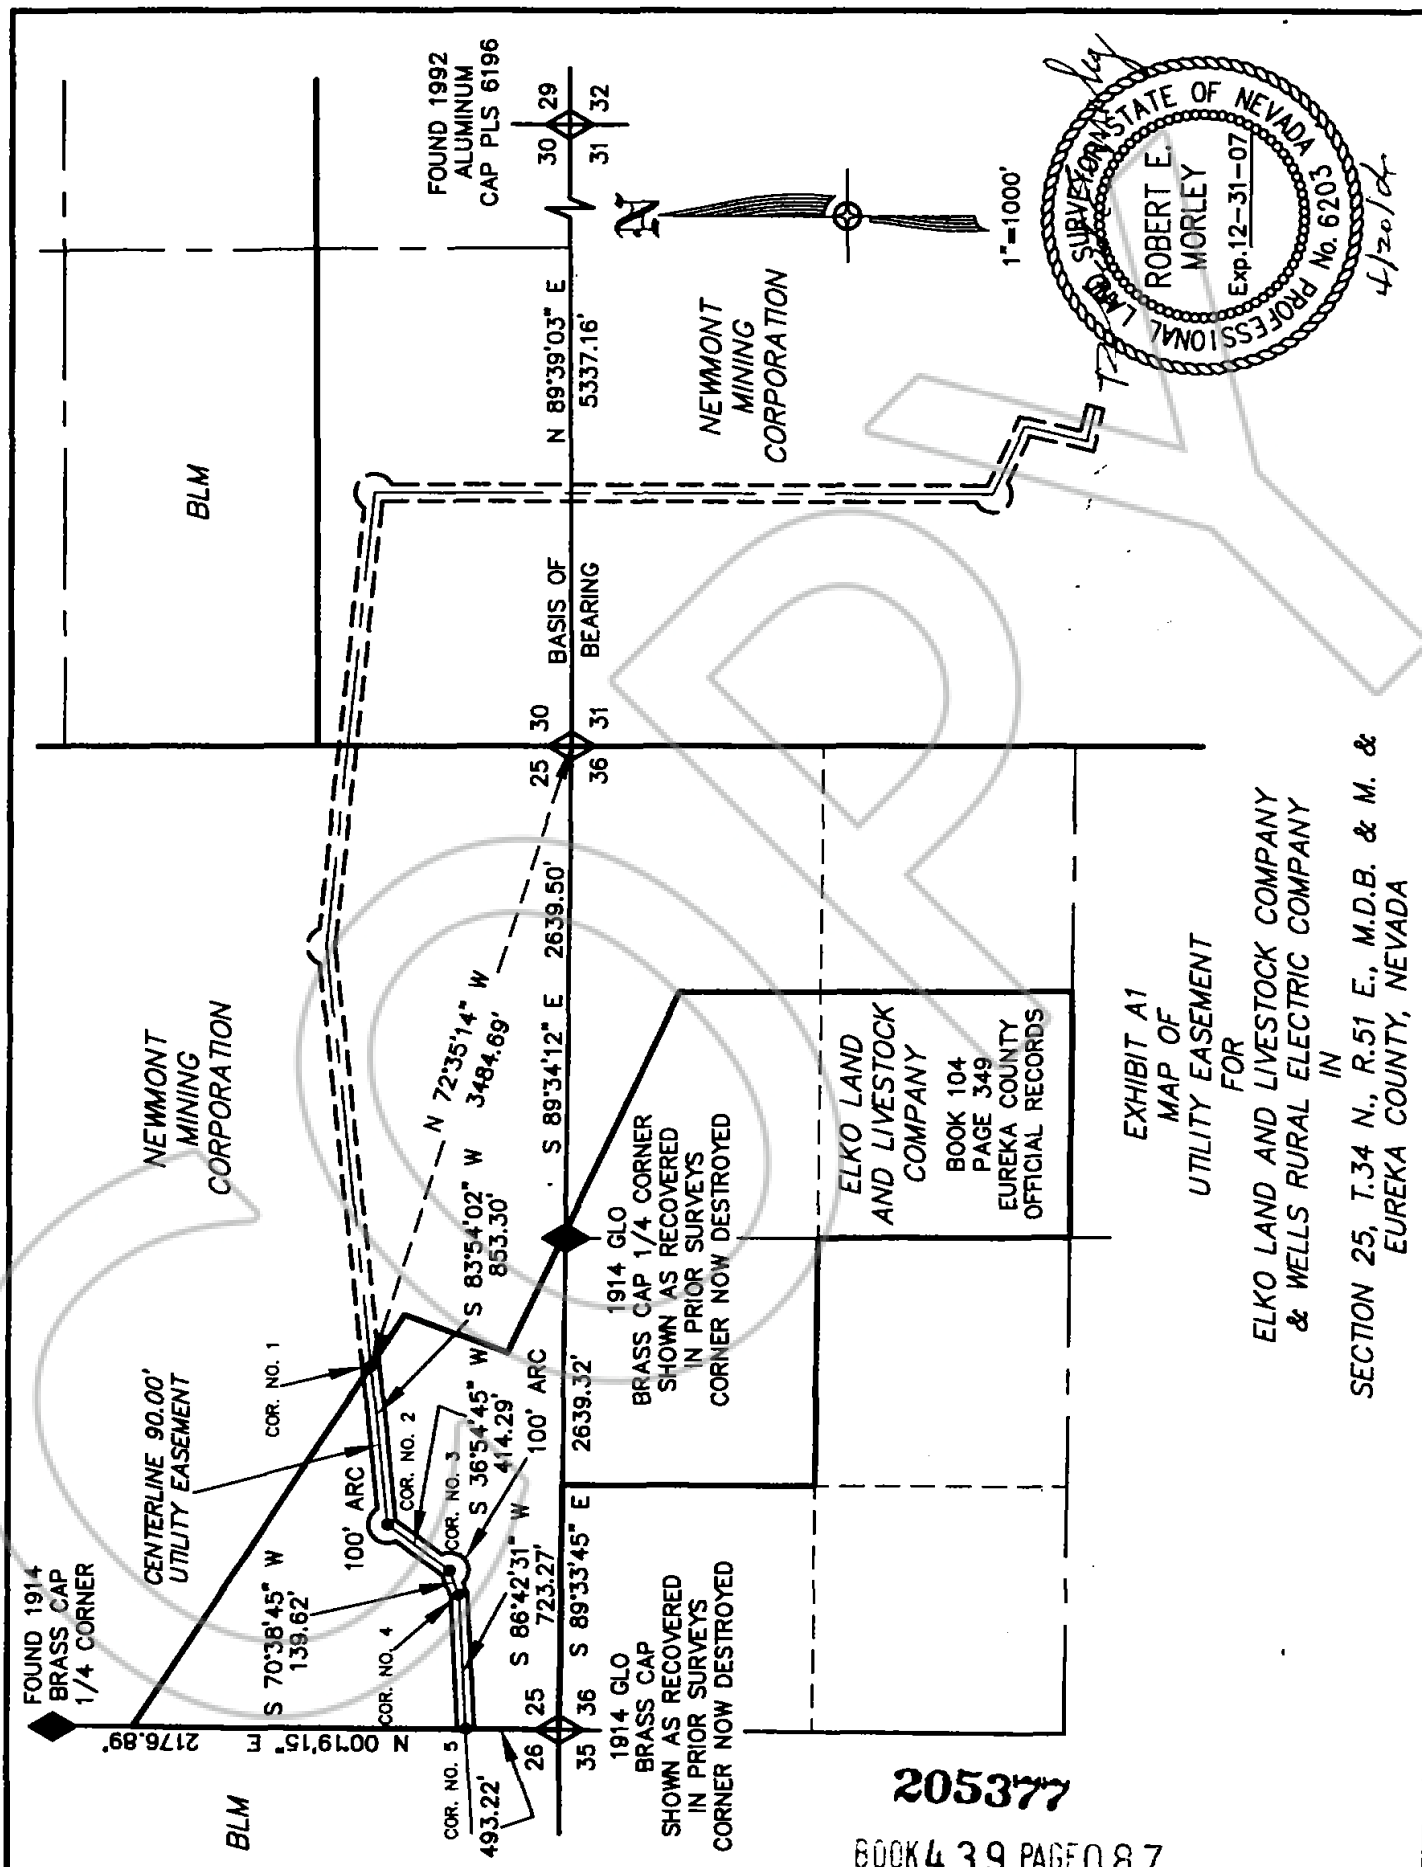 FOUND 1914
BRASS CAP
1/4 CORNER
BLM
N 00°19'15" E 2176.89'
COR. NO. 5
493.22'
26 25
35 36
1914 GLO
BRASS CAP
SHOWN AS RECOVERED
IN PRIOR SURVEYS
CORNER NOW DESTROYED
CENTERLINE 90.00'
UTILITY EASEMENT
S 70°38'45" W
139.62'
COR. NO. 4
100' ARC
COR. NO. 1
COR. NO. 2
COR. NO. 3
S 36°54'45" W
414.29'
100' ARC
S 86°42'31" W
723.27'
S 89°33'45" E 2639.32'
S 83°54'02" W
853.30'
N 72°35'14" W
3484.69'
S 89°34'12" E 2639.50'
1914 GLO
BRASS CAP 1/4 CORNER
SHOWN AS RECOVERED
IN PRIOR SURVEYS
CORNER NOW DESTROYED
NEWMONT
MINING
CORPORATION
25 30
36 31
BASIS OF
BEARING
N 89°39'03" E
5337.16'
BLM
FOUND 1992
ALUMINUM
CAP PLS 6196
30 29
31 32
NEWMONT
MINING
CORPORATION
N
1"=1000'
ELKO LAND
AND LIVESTOCK
COMPANY
BOOK 104
PAGE 349
EUREKA COUNTY
OFFICIAL RECORDS
PROFESSIONAL LAND SURVEYOR STATE OF NEVADA
ROBERT E.
MORLEY
Exp.12-31-07
No. 6203
EXHIBIT A1
MAP OF
UTILITY EASEMENT
FOR
ELKO LAND AND LIVESTOCK COMPANY
& WELLS RURAL ELECTRIC COMPANY
IN
SECTION 25, T.34 N., R.51 E., M.D.B. & M. &
EUREKA COUNTY, NEVADA
205377
BOOK 439 PAGE 087
COPY